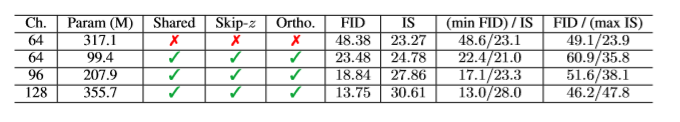 Ch. Param (M) Shared Skip-z Ortho. FID IS (min FID) / IS FID / (max IS)
64 317.1 ✗ ✗ ✗ 48.38 23.27 48.6/23.1 49.1/23.9
64 99.4 ✓ ✓ ✓ 23.48 24.78 22.4/21.0 60.9/35.8
96 207.9 ✓ ✓ ✓ 18.84 27.86 17.1/23.3 51.6/38.1
128 355.7 ✓ ✓ ✓ 13.75 30.61 13.0/28.0 46.2/47.8